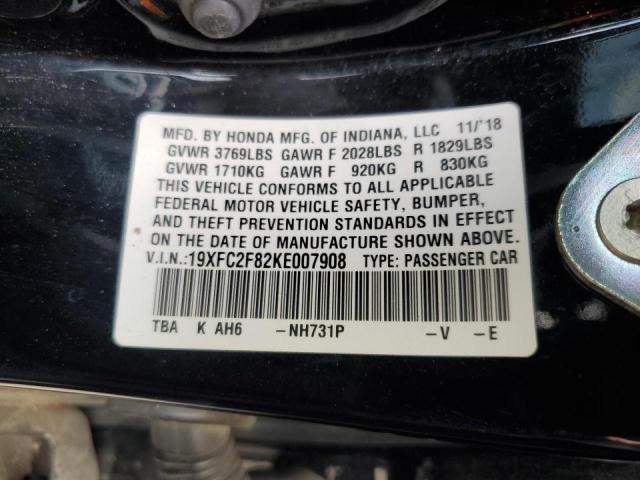 MFD. BY HONDA MFG. OF INDIANA, LLC 11/'18
GVWR 3769LBS GAWR F 2028LBS R 1829LBS
GVWR 1710KG GAWR F 920KG R 830KG
THIS VEHICLE CONFORMS TO ALL APPLICABLE
FEDERAL MOTOR VEHICLE SAFETY, BUMPER,
AND THEFT PREVENTION STANDARDS IN EFFECT
ON THE DATE OF MANUFACTURE SHOWN ABOVE.
V.I.N.:19XFC2F82KE007908 TYPE: PASSENGER CAR
TBA K AH6 -NH731P -V -E